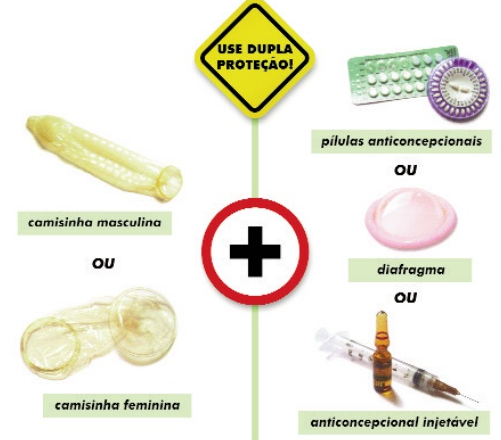 USE DUPLA
PROTEÇÃO!
camisinha masculina
OU
camisinha feminina
pílulas anticoncepcionais
OU
diafragma
OU
anticoncepcional injetável